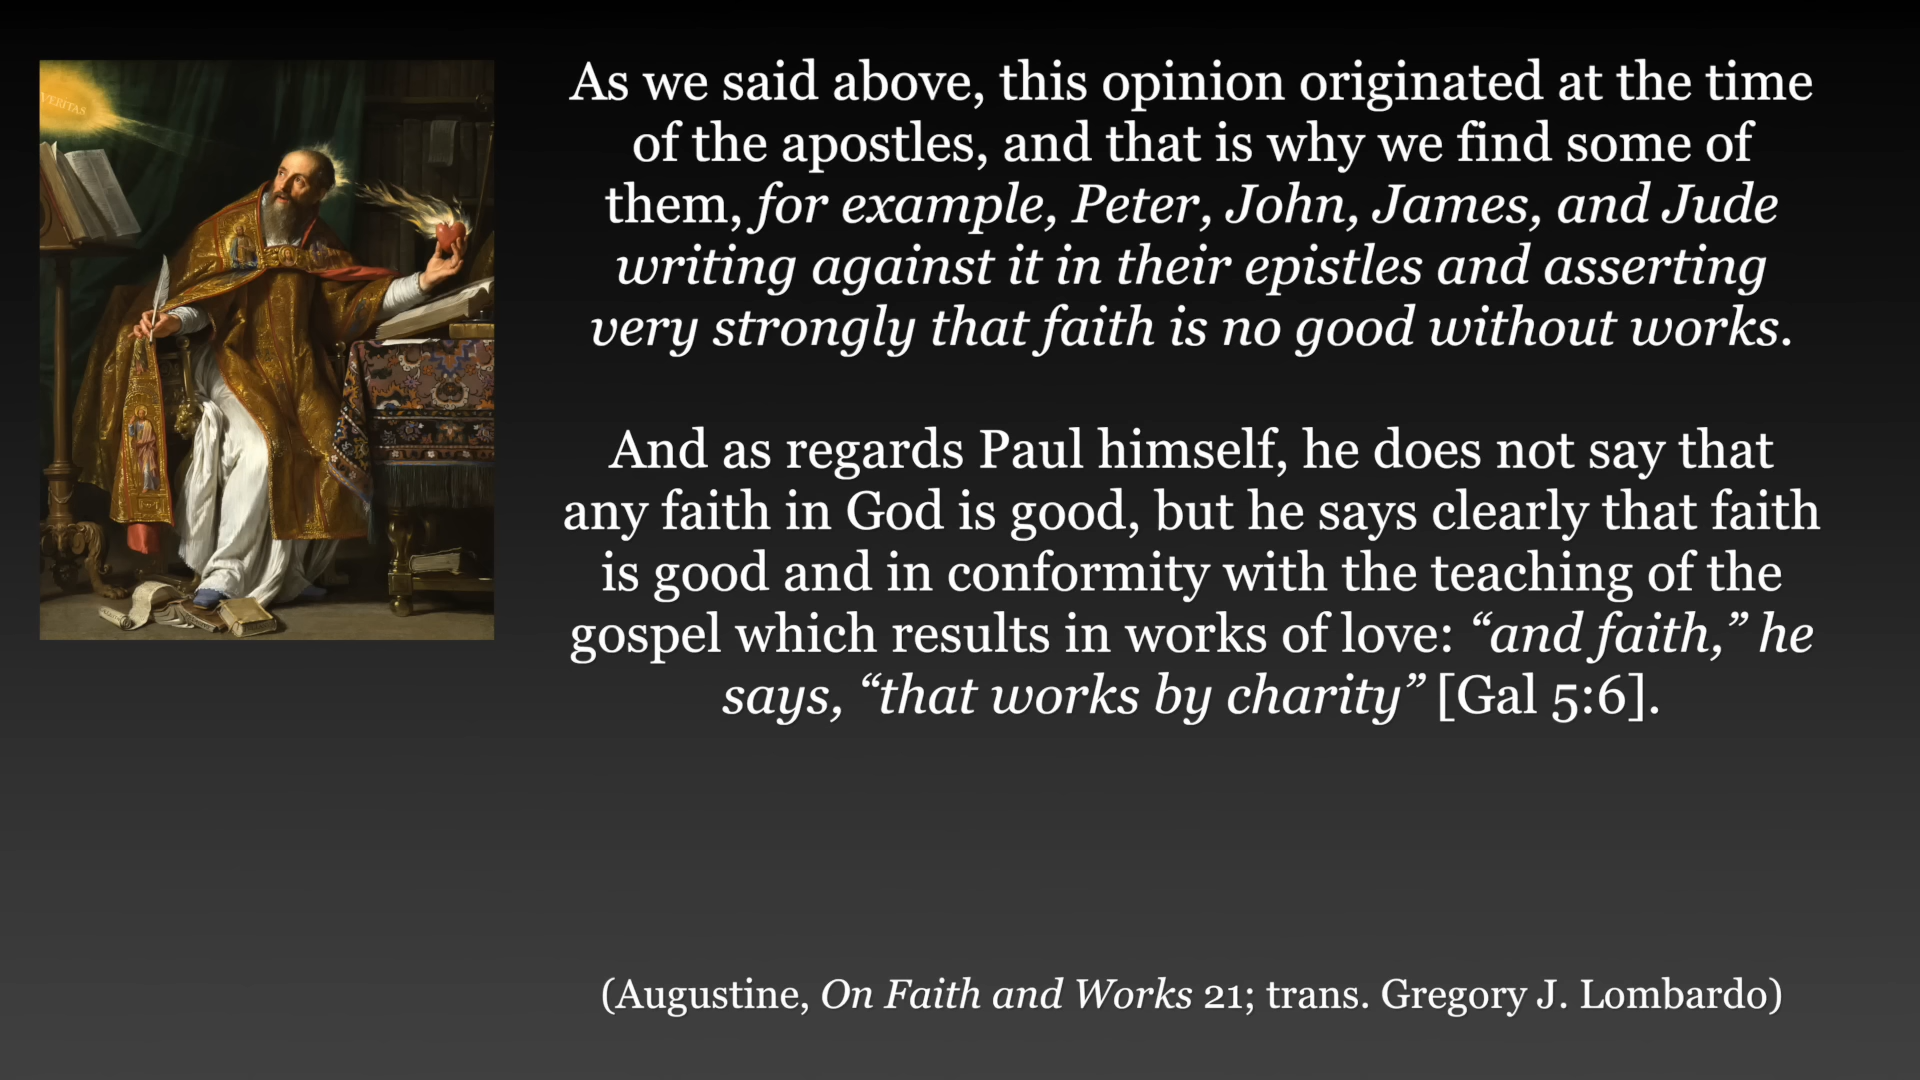 VERITAS
As we said above, this opinion originated at the time
of the apostles, and that is why we find some of
them, for example, Peter, John, James, and Jude
writing against it in their epistles and asserting
very strongly that faith is no good without works.
And as regards Paul himself, he does not say that
any faith in God is good, but he says clearly that faith
is good and in conformity with the teaching of the
gospel which results in works of love: “and faith,” he
says, “that works by charity” [Gal 5:6].
(Augustine, On Faith and Works 21; trans. Gregory J. Lombardo)